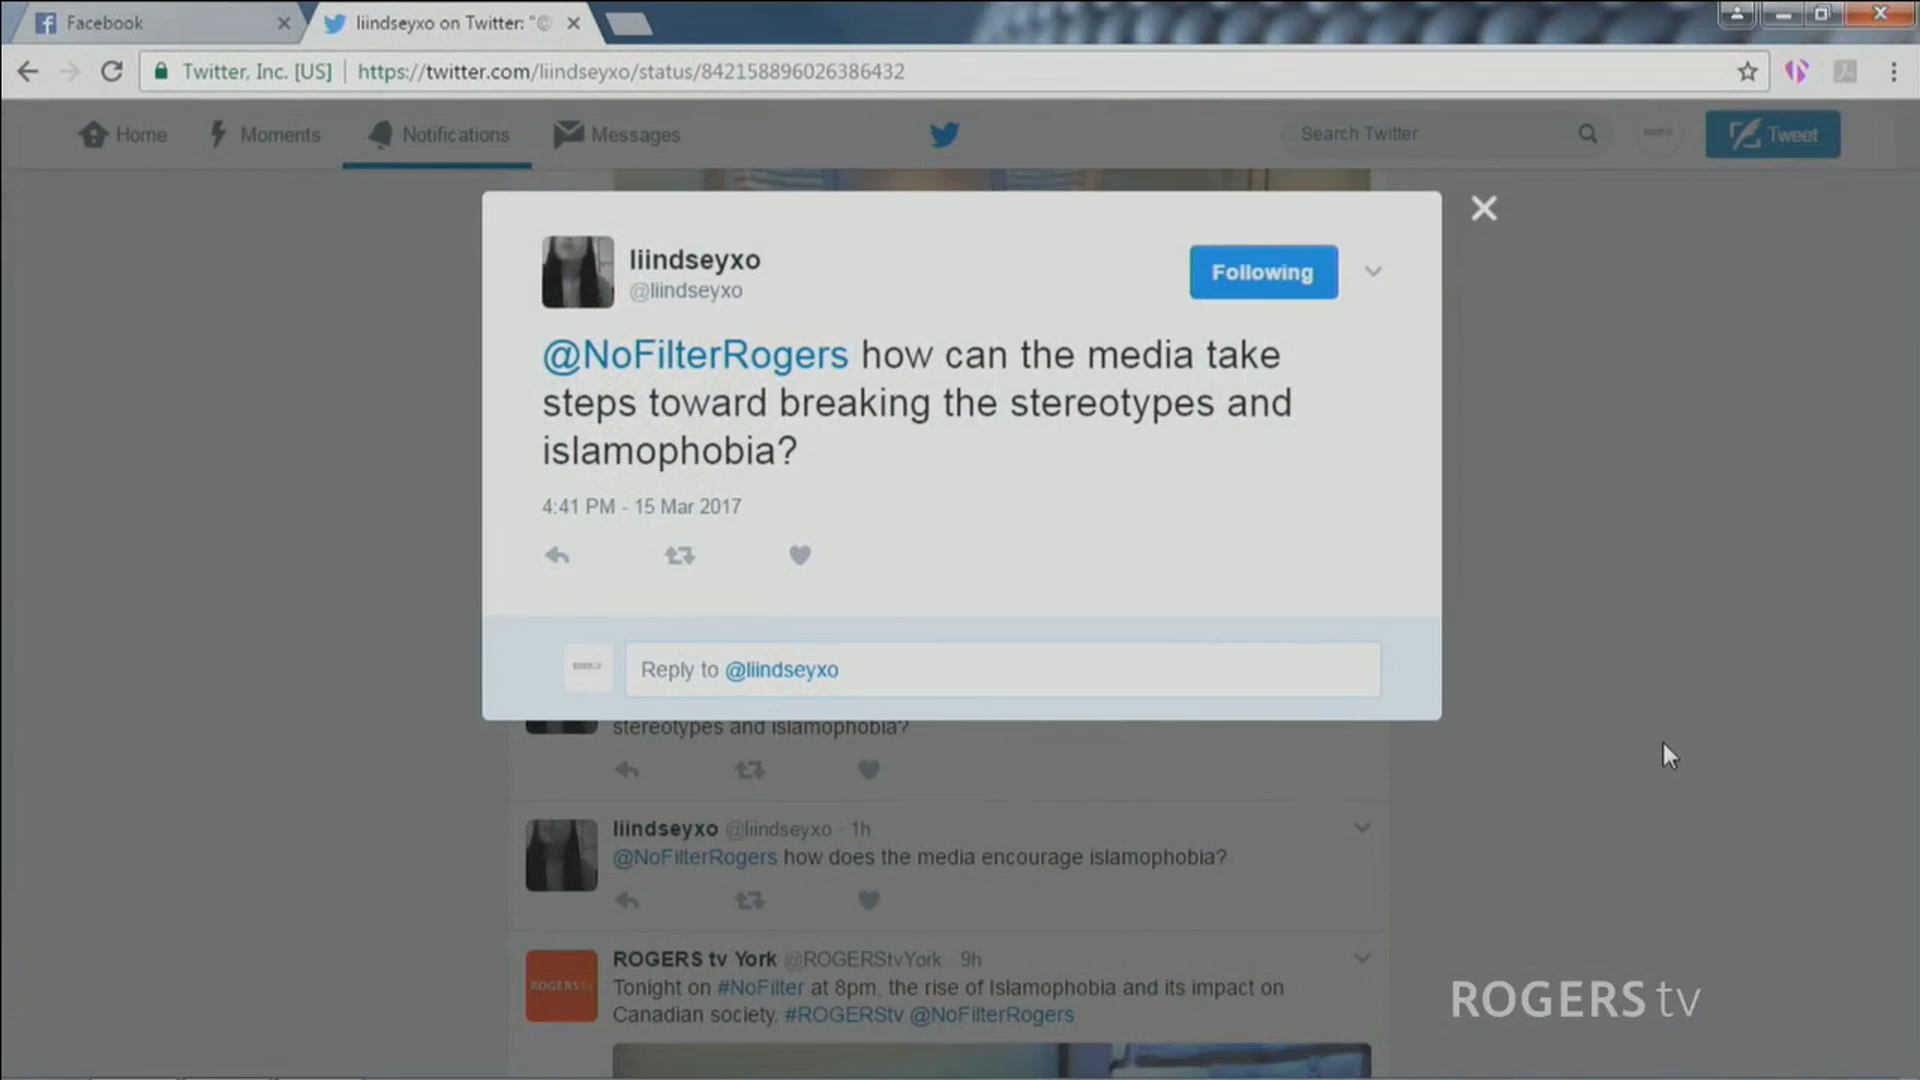 Facebook
liindseyxo on Twitter: "@
Twitter, Inc. [US] https://twitter.com/liindseyxo/status/842158896026386432
Home Moments Notifications Messages Search Twitter Tweet
liindseyxo
@liindseyxo
Following
@NoFilterRogers how can the media take
steps toward breaking the stereotypes and
islamophobia?
4:41 PM - 15 Mar 2017
Reply to @liindseyxo
stereotypes and islamophobia?
liindseyxo @liindseyxo · 1h
@NoFilterRogers how does the media encourage islamophobia?
ROGERS tv York @ROGERStvYork · 9h
Tonight on #NoFilter at 8pm, the rise of Islamophobia and its impact on
Canadian society. #ROGERStv @NoFilterRogers
ROGERS tv
ROGERS tv